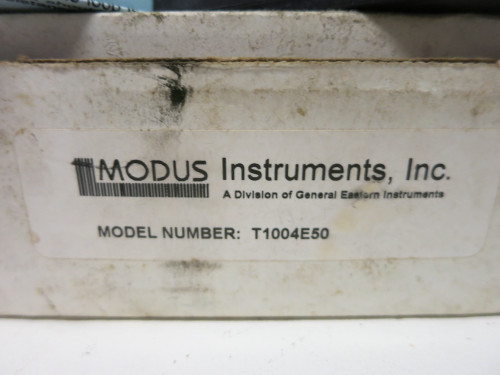 MODUS Instruments, Inc.
A Division of General Eastern Instruments
MODEL NUMBER: T1004E50